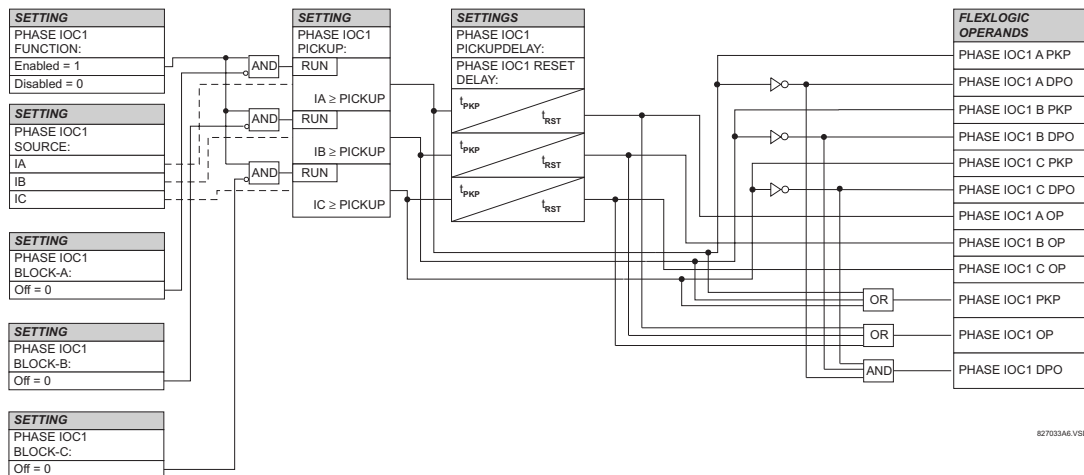 SETTING
PHASE IOC1
FUNCTION:
Enabled = 1
Disabled = 0
SETTING
PHASE IOC1
SOURCE:
IA
IB
IC
SETTING
PHASE IOC1
BLOCK-A:
Off = 0
SETTING
PHASE IOC1
BLOCK-B:
Off = 0
SETTING
PHASE IOC1
BLOCK-C:
Off = 0
AND
AND
AND
SETTING
PHASE IOC1
PICKUP:
RUN
IA ≥ PICKUP
RUN
IB ≥ PICKUP
RUN
IC ≥ PICKUP
SETTINGS
PHASE IOC1
PICKUPDELAY:
PHASE IOC1 RESET
DELAY:
tPKP
tRST
tPKP
tRST
tPKP
tRST
OR
OR
AND
FLEXLOGIC
OPERANDS
PHASE IOC1 A PKP
PHASE IOC1 A DPO
PHASE IOC1 B PKP
PHASE IOC1 B DPO
PHASE IOC1 C PKP
PHASE IOC1 C DPO
PHASE IOC1 A OP
PHASE IOC1 B OP
PHASE IOC1 C OP
PHASE IOC1 PKP
PHASE IOC1 OP
PHASE IOC1 DPO
827033A6.VSD